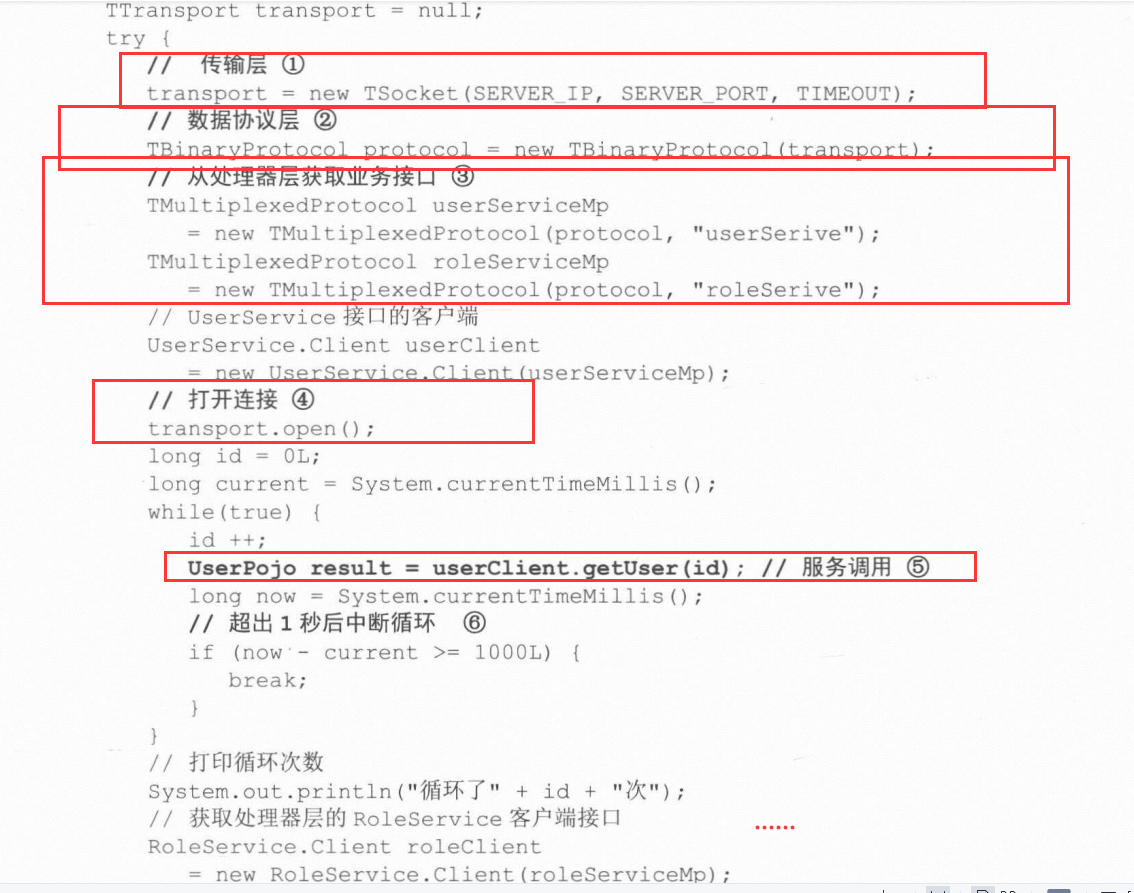 TTransport transport = null;
try {
// 传输层 ①
transport = new TSocket(SERVER_IP, SERVER_PORT, TIMEOUT);
// 数据协议层 ②
TBinaryProtocol protocol = new TBinaryProtocol(transport);
// 从处理器层获取业务接口 ③
TMultiplexedProtocol userServiceMp
= new TMultiplexedProtocol(protocol, "userSerive");
TMultiplexedProtocol roleServiceMp
= new TMultiplexedProtocol(protocol, "roleSerive");
// UserService 接口的客户端
UserService.Client userClient
= new UserService.Client(userServiceMp);
// 打开连接 ④
transport.open();
long id = 0L;
long current = System.currentTimeMillis();
while(true) {
id ++;
UserPojo result = userClient.getUser(id); // 服务调用 ⑤
long now = System.currentTimeMillis();
// 超出 1 秒后中断循环 ⑥
if (now - current >= 1000L) {
break;
}
}
// 打印循环次数
System.out.println("循环了" + id + "次");
// 获取处理器层的 RoleService 客户端接口
......
RoleService.Client roleClient
= new RoleService.Client(roleServiceMp);